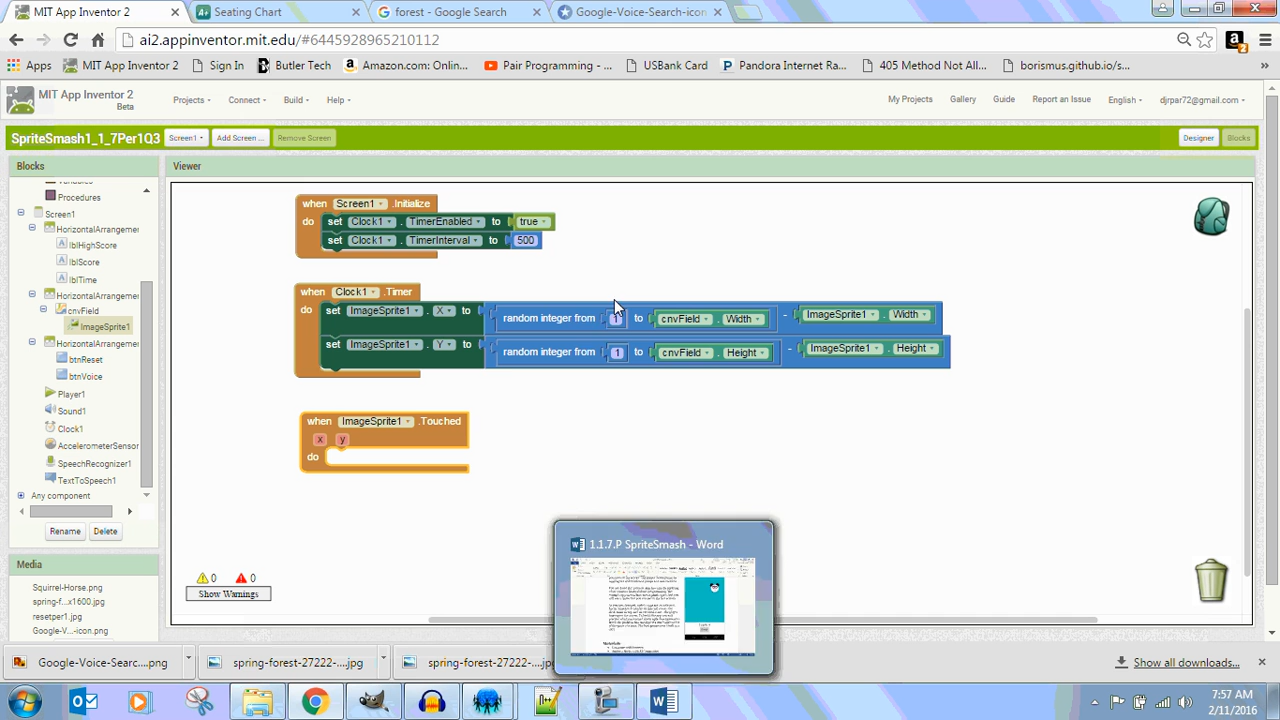 MIT App Inventor 2
Seating Chart
forest - Google Search
Google-Voice-Search-icon
ai2.appinventor.mit.edu/#6445928965210112
2
Apps
MIT App Inventor 2
Sign In
Butler Tech
Amazon.com: Onlin...
Pair Programming - ...
USBank Card
Pandora Internet Ra...
405 Method Not All...
borismus.github.io/s...
»
MIT App Inventor 2
Beta
Projects
Connect
Build
Help
My Projects
Gallery
Guide
Report an Issue
English
djrpar72@gmail.com
SpriteSmash1_1_7Per1Q3
Screen1
Add Screen ...
Remove Screen
Designer
Blocks
Blocks
Viewer
Procedures
Screen1
HorizontalArrangeme
lblHighScore
lblScore
lblTime
HorizontalArrangeme
cnvField
ImageSprite1
HorizontalArrangeme
btnReset
btnVoice
Player1
Sound1
Clock1
AccelerometerSensor
SpeechRecognizer1
TextToSpeech1
Any component
Rename
Delete
Media
Squirrel-Horse.png
spring-f...x1600.jpg
resetper1.jpg
Google-V...-icon.png
when Screen1 .Initialize
do set Clock1 . TimerEnabled to true
set Clock1 . TimerInterval to 500
when Clock1 .Timer
do set ImageSprite1 . X to random integer from 1 to cnvField . Width - ImageSprite1 . Width
set ImageSprite1 . Y to random integer from 1 to cnvField . Height - ImageSprite1 . Height
when ImageSprite1 .Touched
x y
do
0 0
Show Warnings
1.1.7.P SpriteSmash - Word
Google-Voice-Searc....png
spring-forest-27222-....jpg
spring-forest-27222-....jpg
Show all downloads...
7:57 AM
2/11/2016